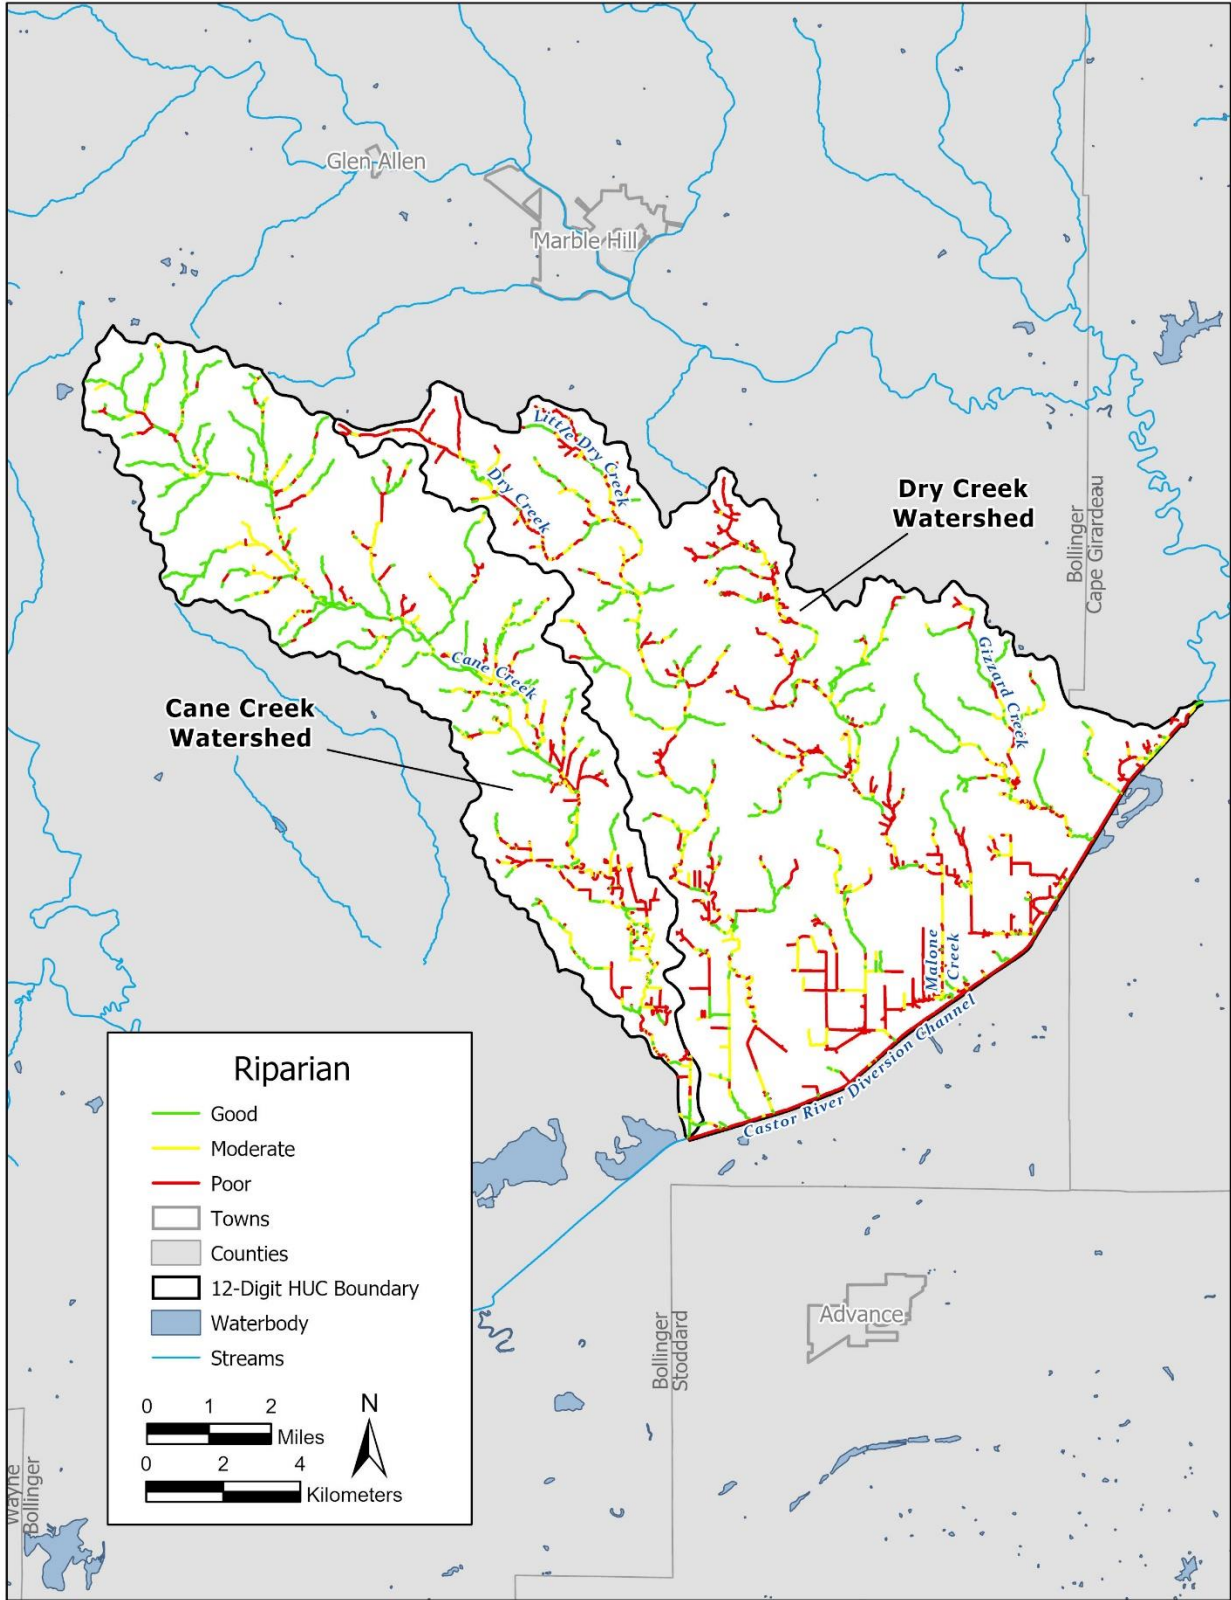 Glen Allen
Marble Hill
Little Dry Creek
Dry Creek
Dry Creek
Watershed
Bollinger
Cape Girardeau
Gizzard Creek
Cane Creek
Cane Creek
Watershed
Malone
Creek
Castor River Diversion Channel
Riparian
Good
Moderate
Poor
Towns
Counties
12-Digit HUC Boundary
Waterbody
Streams
0 1 2
Miles
N
0 2 4
Kilometers
Advance
Bollinger
Stoddard
Wayne
Bollinger